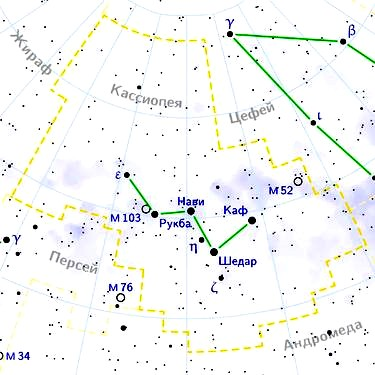 γ
β
Жираф
Кассиопея
Цефей
ι
ε
M 52
Нави
Каф
M 103
Рукба
η
γ
Шедар
Персей
ζ
M 76
Андромеда
M 34